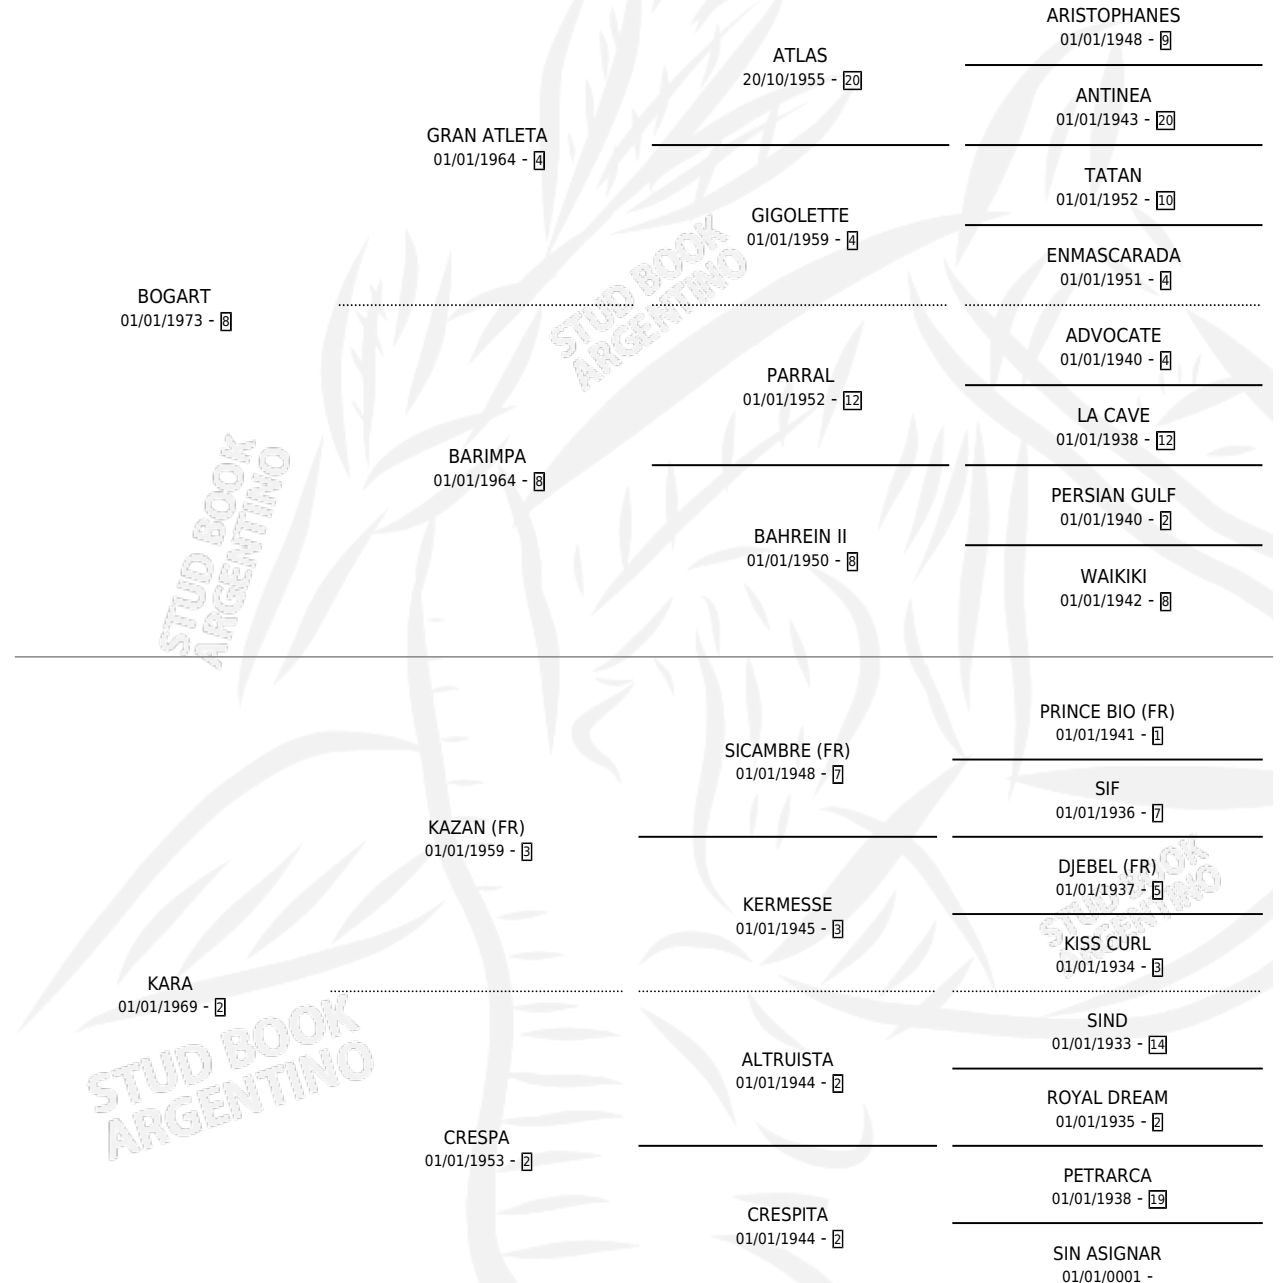 ARISTOPHANES
01/01/1948 - 9
ATLAS
20/10/1955 - 20
ANTINEA
01/01/1943 - 20
GRAN ATLETA
01/01/1964 - 4
TATAN
01/01/1952 - 10
GIGOLETTE
01/01/1959 - 4
ENMASCARADA
01/01/1951 - 4
BOGART
01/01/1973 - 8
STUD BOOK
ARGENTINO
ADVOCATE
01/01/1940 - 4
PARRAL
01/01/1952 - 12
LA CAVE
01/01/1938 - 12
BARIMPA
01/01/1964 - 8
PERSIAN GULF
01/01/1940 - 2
BAHREIN II
01/01/1950 - 8
WAIKIKI
01/01/1942 - 8
STUD BOOK
ARGENTINO
PRINCE BIO (FR)
01/01/1941 - 1
SICAMBRE (FR)
01/01/1948 - 7
SIF
01/01/1936 - 7
KAZAN (FR)
01/01/1959 - 3
DJEBEL (FR)
01/01/1937 - 5
KERMESSE
01/01/1945 - 3
KISS CURL
01/01/1934 - 3
STUD BOOK
ARGENTINO
KARA
01/01/1969 - 2
SIND
01/01/1933 - 14
ALTRUISTA
01/01/1944 - 2
ROYAL DREAM
01/01/1935 - 2
STUD BOOK
ARGENTINO
CRESPA
01/01/1953 - 2
PETRARCA
01/01/1938 - 19
CRESPITA
01/01/1944 - 2
SIN ASIGNAR
01/01/0001 -